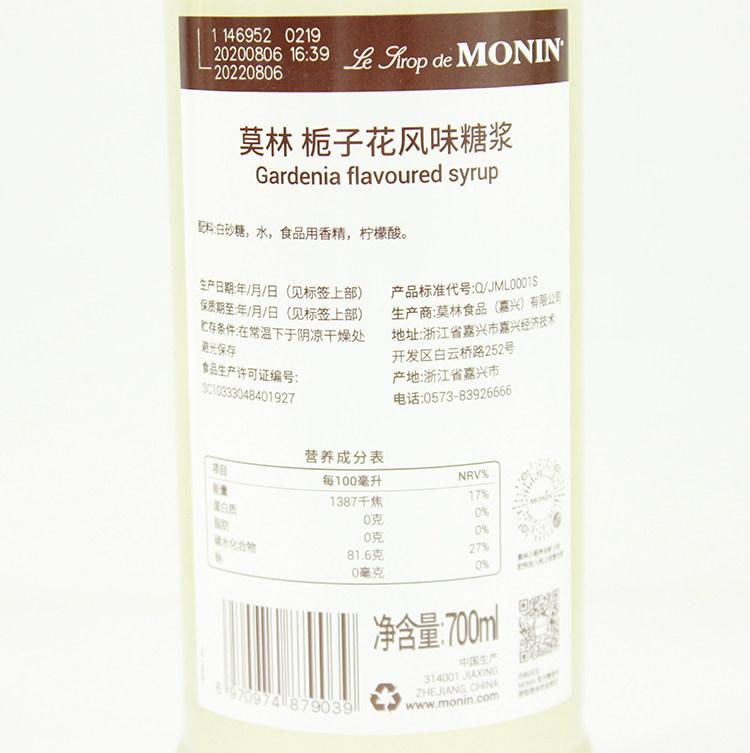 1 146952 0219
20200806 16:39
20220806
Le Sirop de MONIN®
莫林 栀子花风味糖浆
Gardenia flavoured syrup
配料:白砂糖，水，食品用香精，柠檬酸。
生产日期:年/月/日（见标签上部）
保质期至:年/月/日（见标签上部）
贮存条件:在常温下于阴凉干燥处
避光保存
食品生产许可证编号:
SC10333048401927
产品标准代号:Q/JML0001S
生产商:莫林食品（嘉兴）有限公司
地址:浙江省嘉兴市嘉兴经济技术
开发区白云桥路252号
产地:浙江省嘉兴市
电话:0573-83926666
营养成分表
项目 每100毫升 NRV%
能量 1387千焦 17%
蛋白质 0克 0%
脂肪 0克 0%
碳水化合物 81.6克 27%
钠 0毫克 0%
MONIN
净含量:700ml
中国生产
314001 JIAXING
ZHEJIANG, CHINA
www.monin.com
6 970974 879039